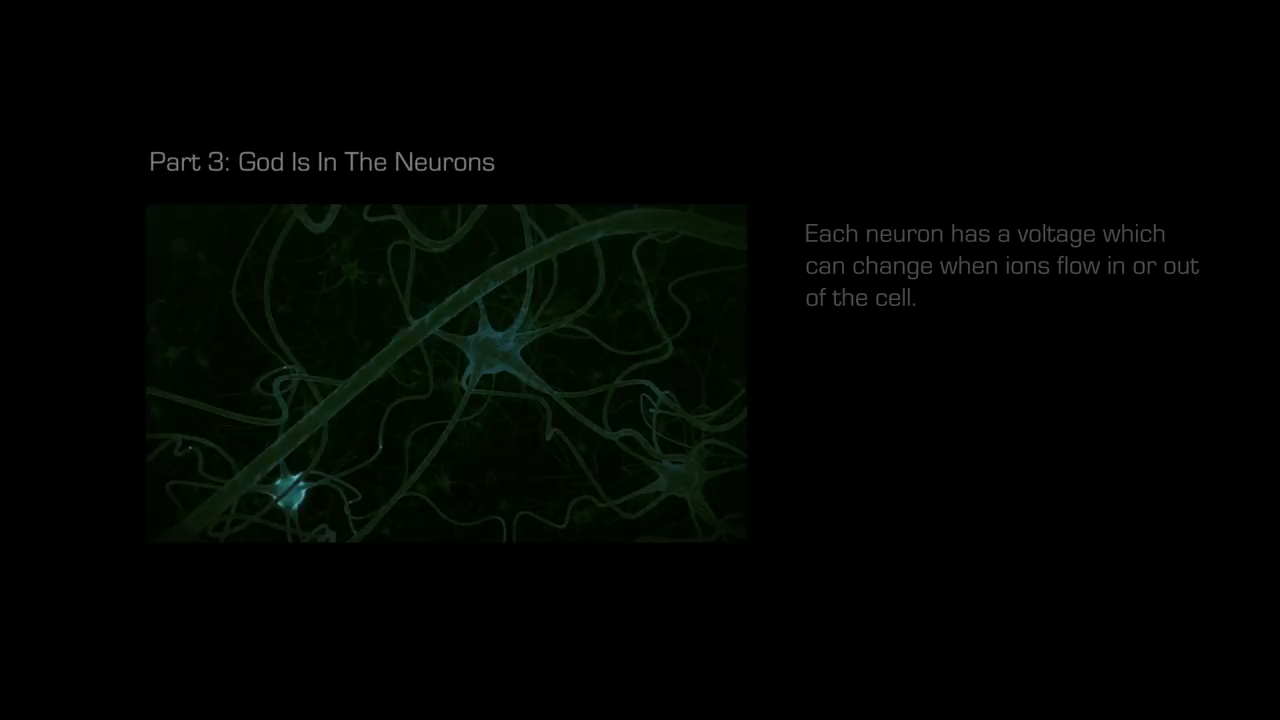 Part 3: God Is In The Neurons
Each neuron has a voltage which
can change when ions flow in or out
of the cell.